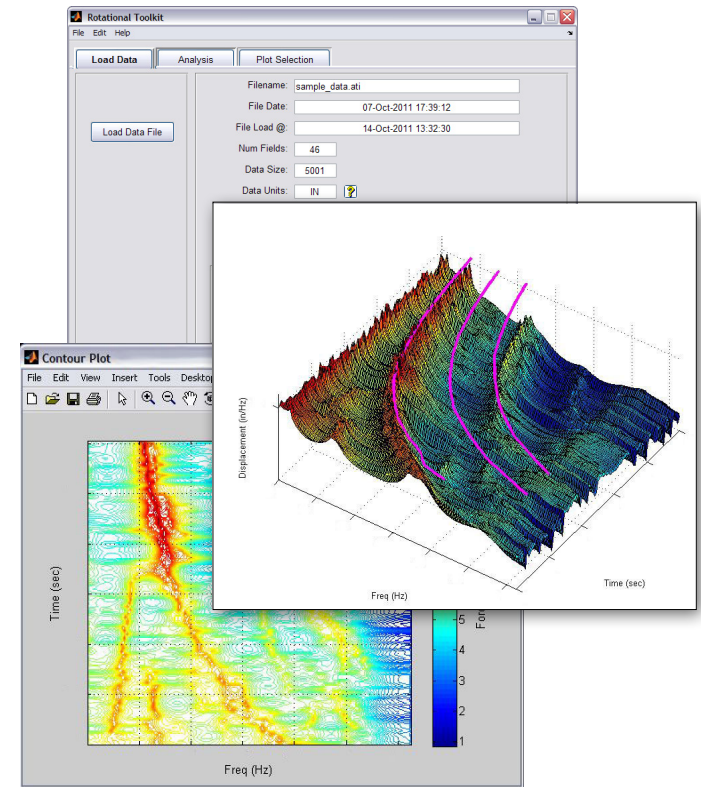 Rotational Toolkit
File Edit Help
Load Data Analysis Plot Selection
Load Data File
Filename: sample_data.ati
File Date: 07-Oct-2011 17:39:12
File Load @: 14-Oct-2011 13:32:30
Num Fields: 46
Data Size: 5001
Data Units: IN ?
Displacement (in/Hz)
Freq (Hz)
Time (sec)
Contour Plot
File Edit View Insert Tools
Time (sec)
Freq (Hz)
5
4
3
2
1